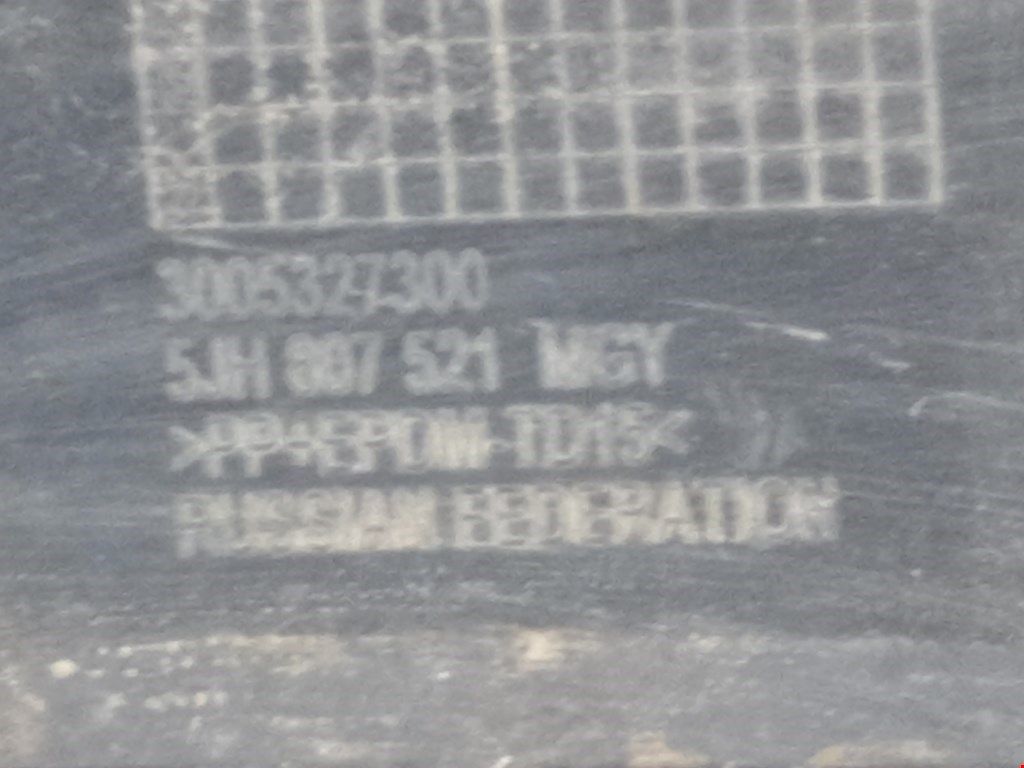 3005327300
5JH 807 521 MGY
>PP+EPDM-TD15<
RUSSIAN FEDERATION